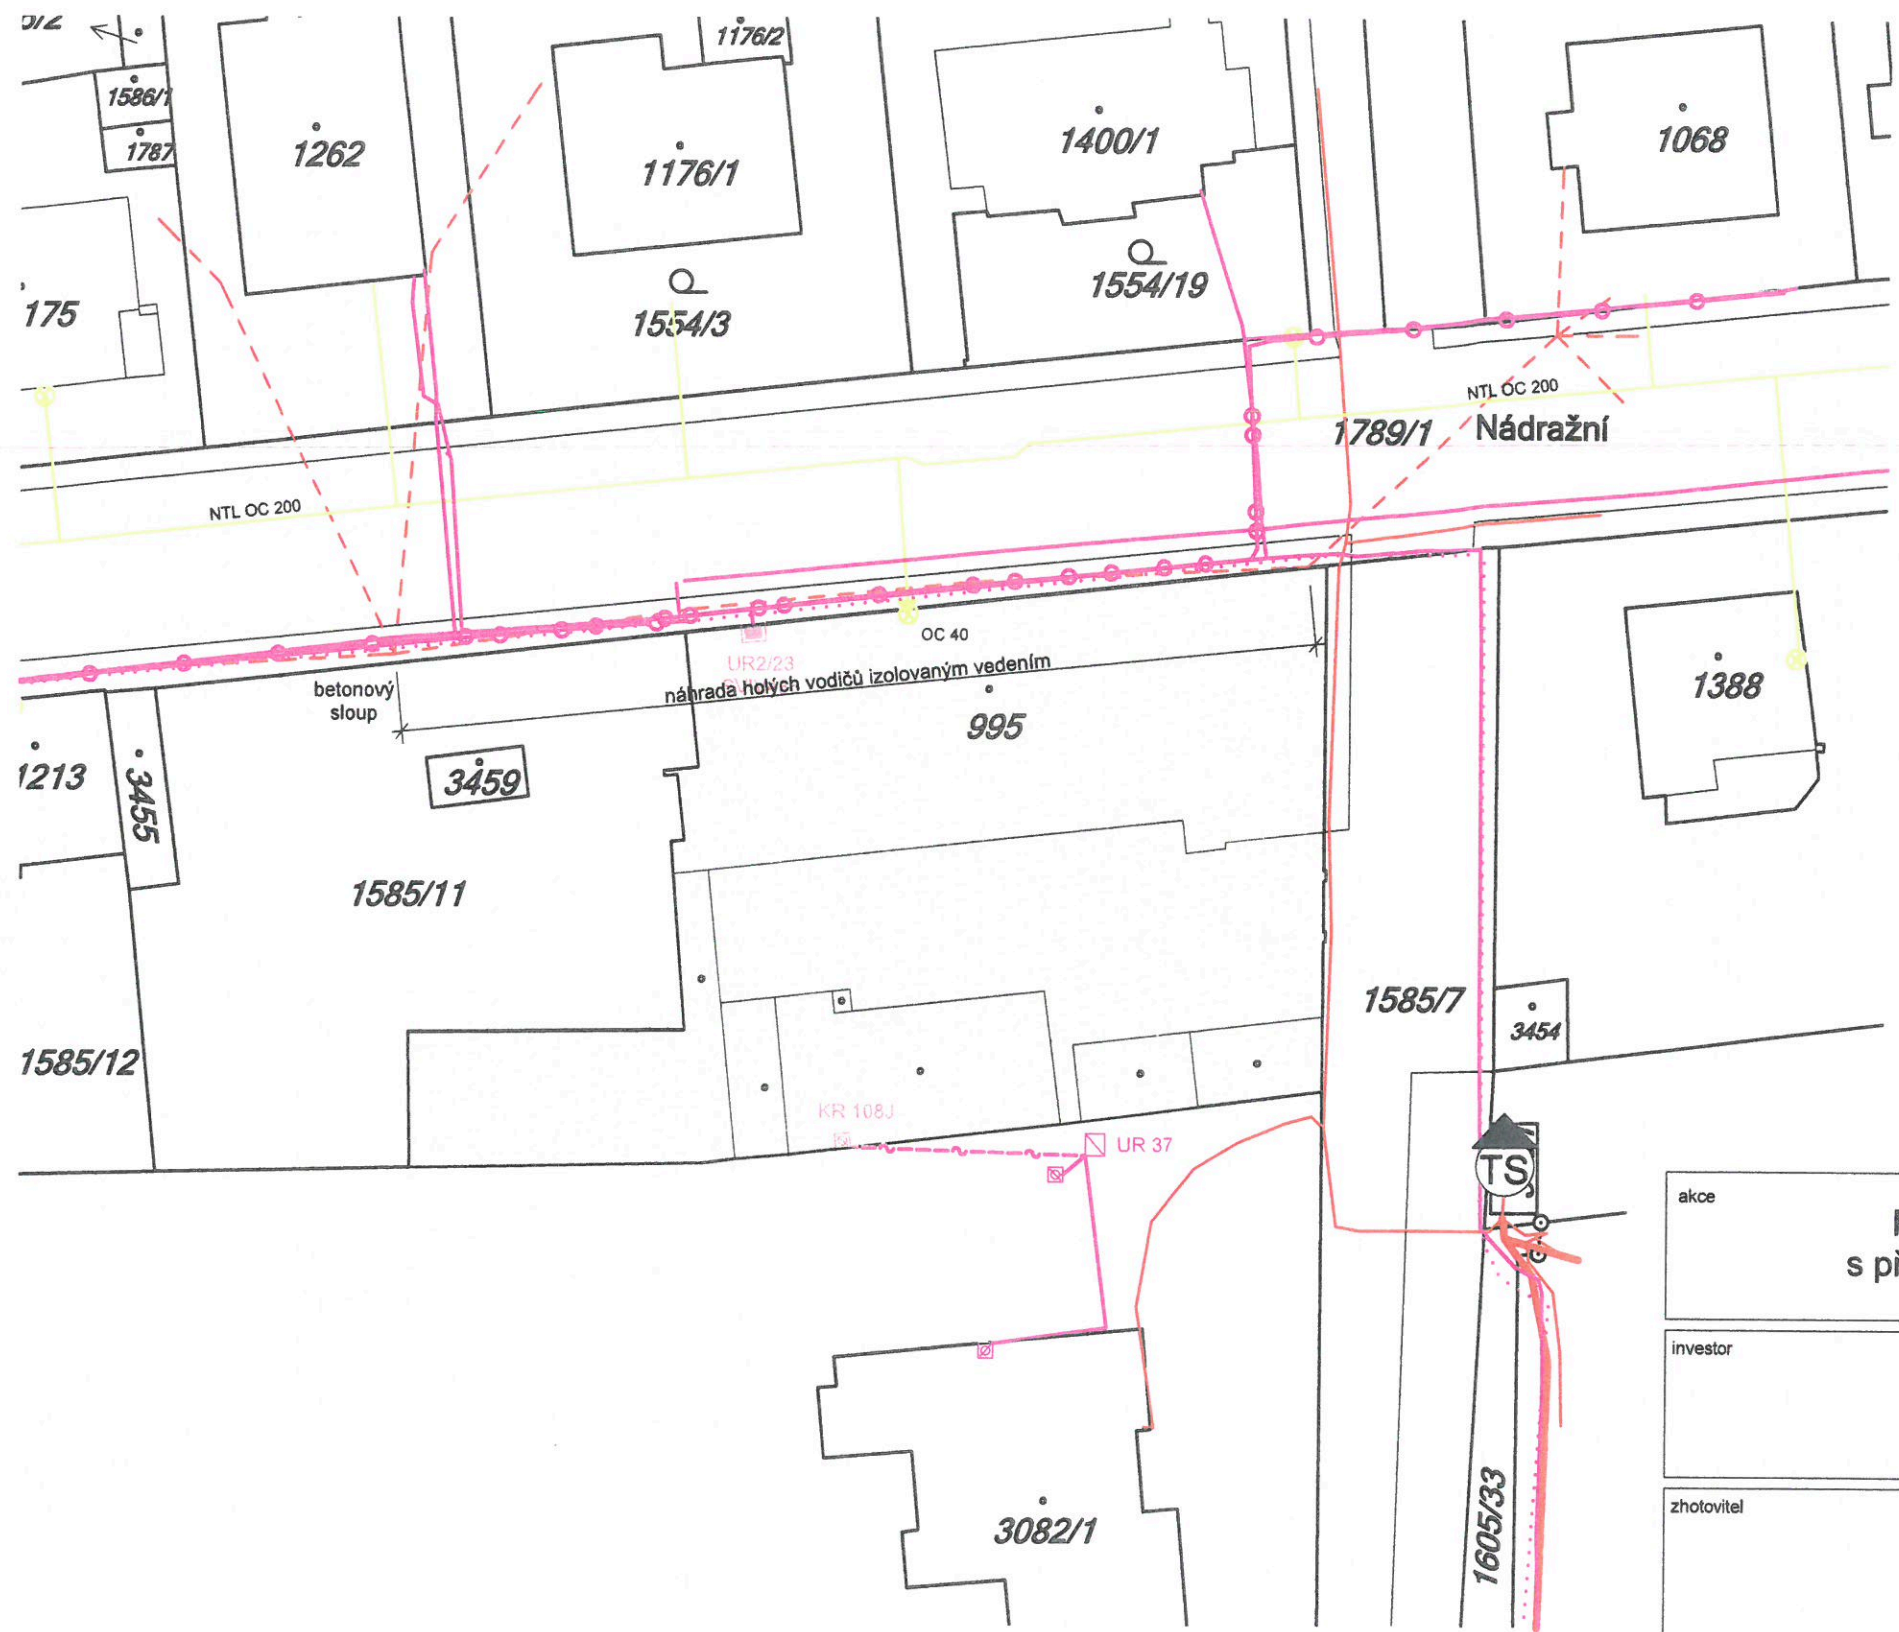 1176/2
1586/1
1787
1262
1176/1
1400/1
1068
175
1554/3
1554/19
NTL OC 200
1789/1
Nádražní
NTL OC 200
OC 40
UR2/23
náhrada holých vodičů izolovaným vedením
betonový
sloup
995
1388
1213
3455
3459
1585/11
1585/7
3454
1585/12
KR 108J
UR 37
TS
akce
s př
investor
zhotovitel
3082/1
1605/33